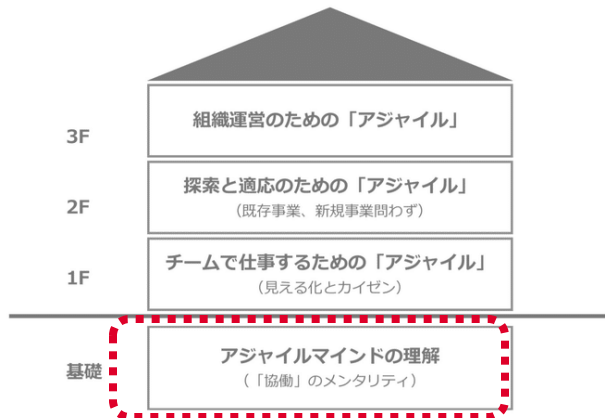 3F
組織運営のための「アジャイル」
2F
探索と適応のための「アジャイル」
（既存事業、新規事業問わず）
1F
チームで仕事するための「アジャイル」
（見える化とカイゼン）
基礎
アジャイルマインドの理解
（「協働」のメンタリティ）